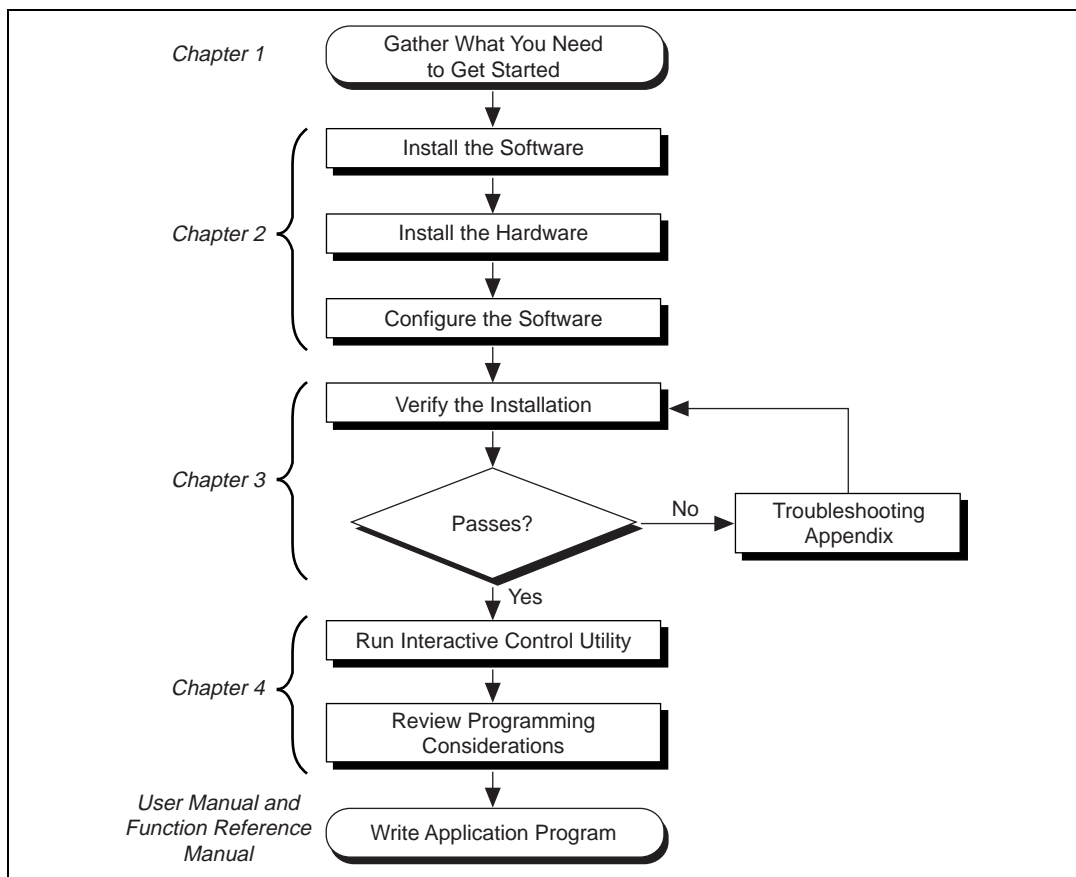 Chapter 1
Gather What You Need
to Get Started
Install the Software
Chapter 2
Install the Hardware
Configure the Software
Verify the Installation
Chapter 3
Passes?
No
Troubleshooting
Appendix
Yes
Run Interactive Control Utility
Chapter 4
Review Programming
Considerations
User Manual and
Function Reference
Manual
Write Application Program